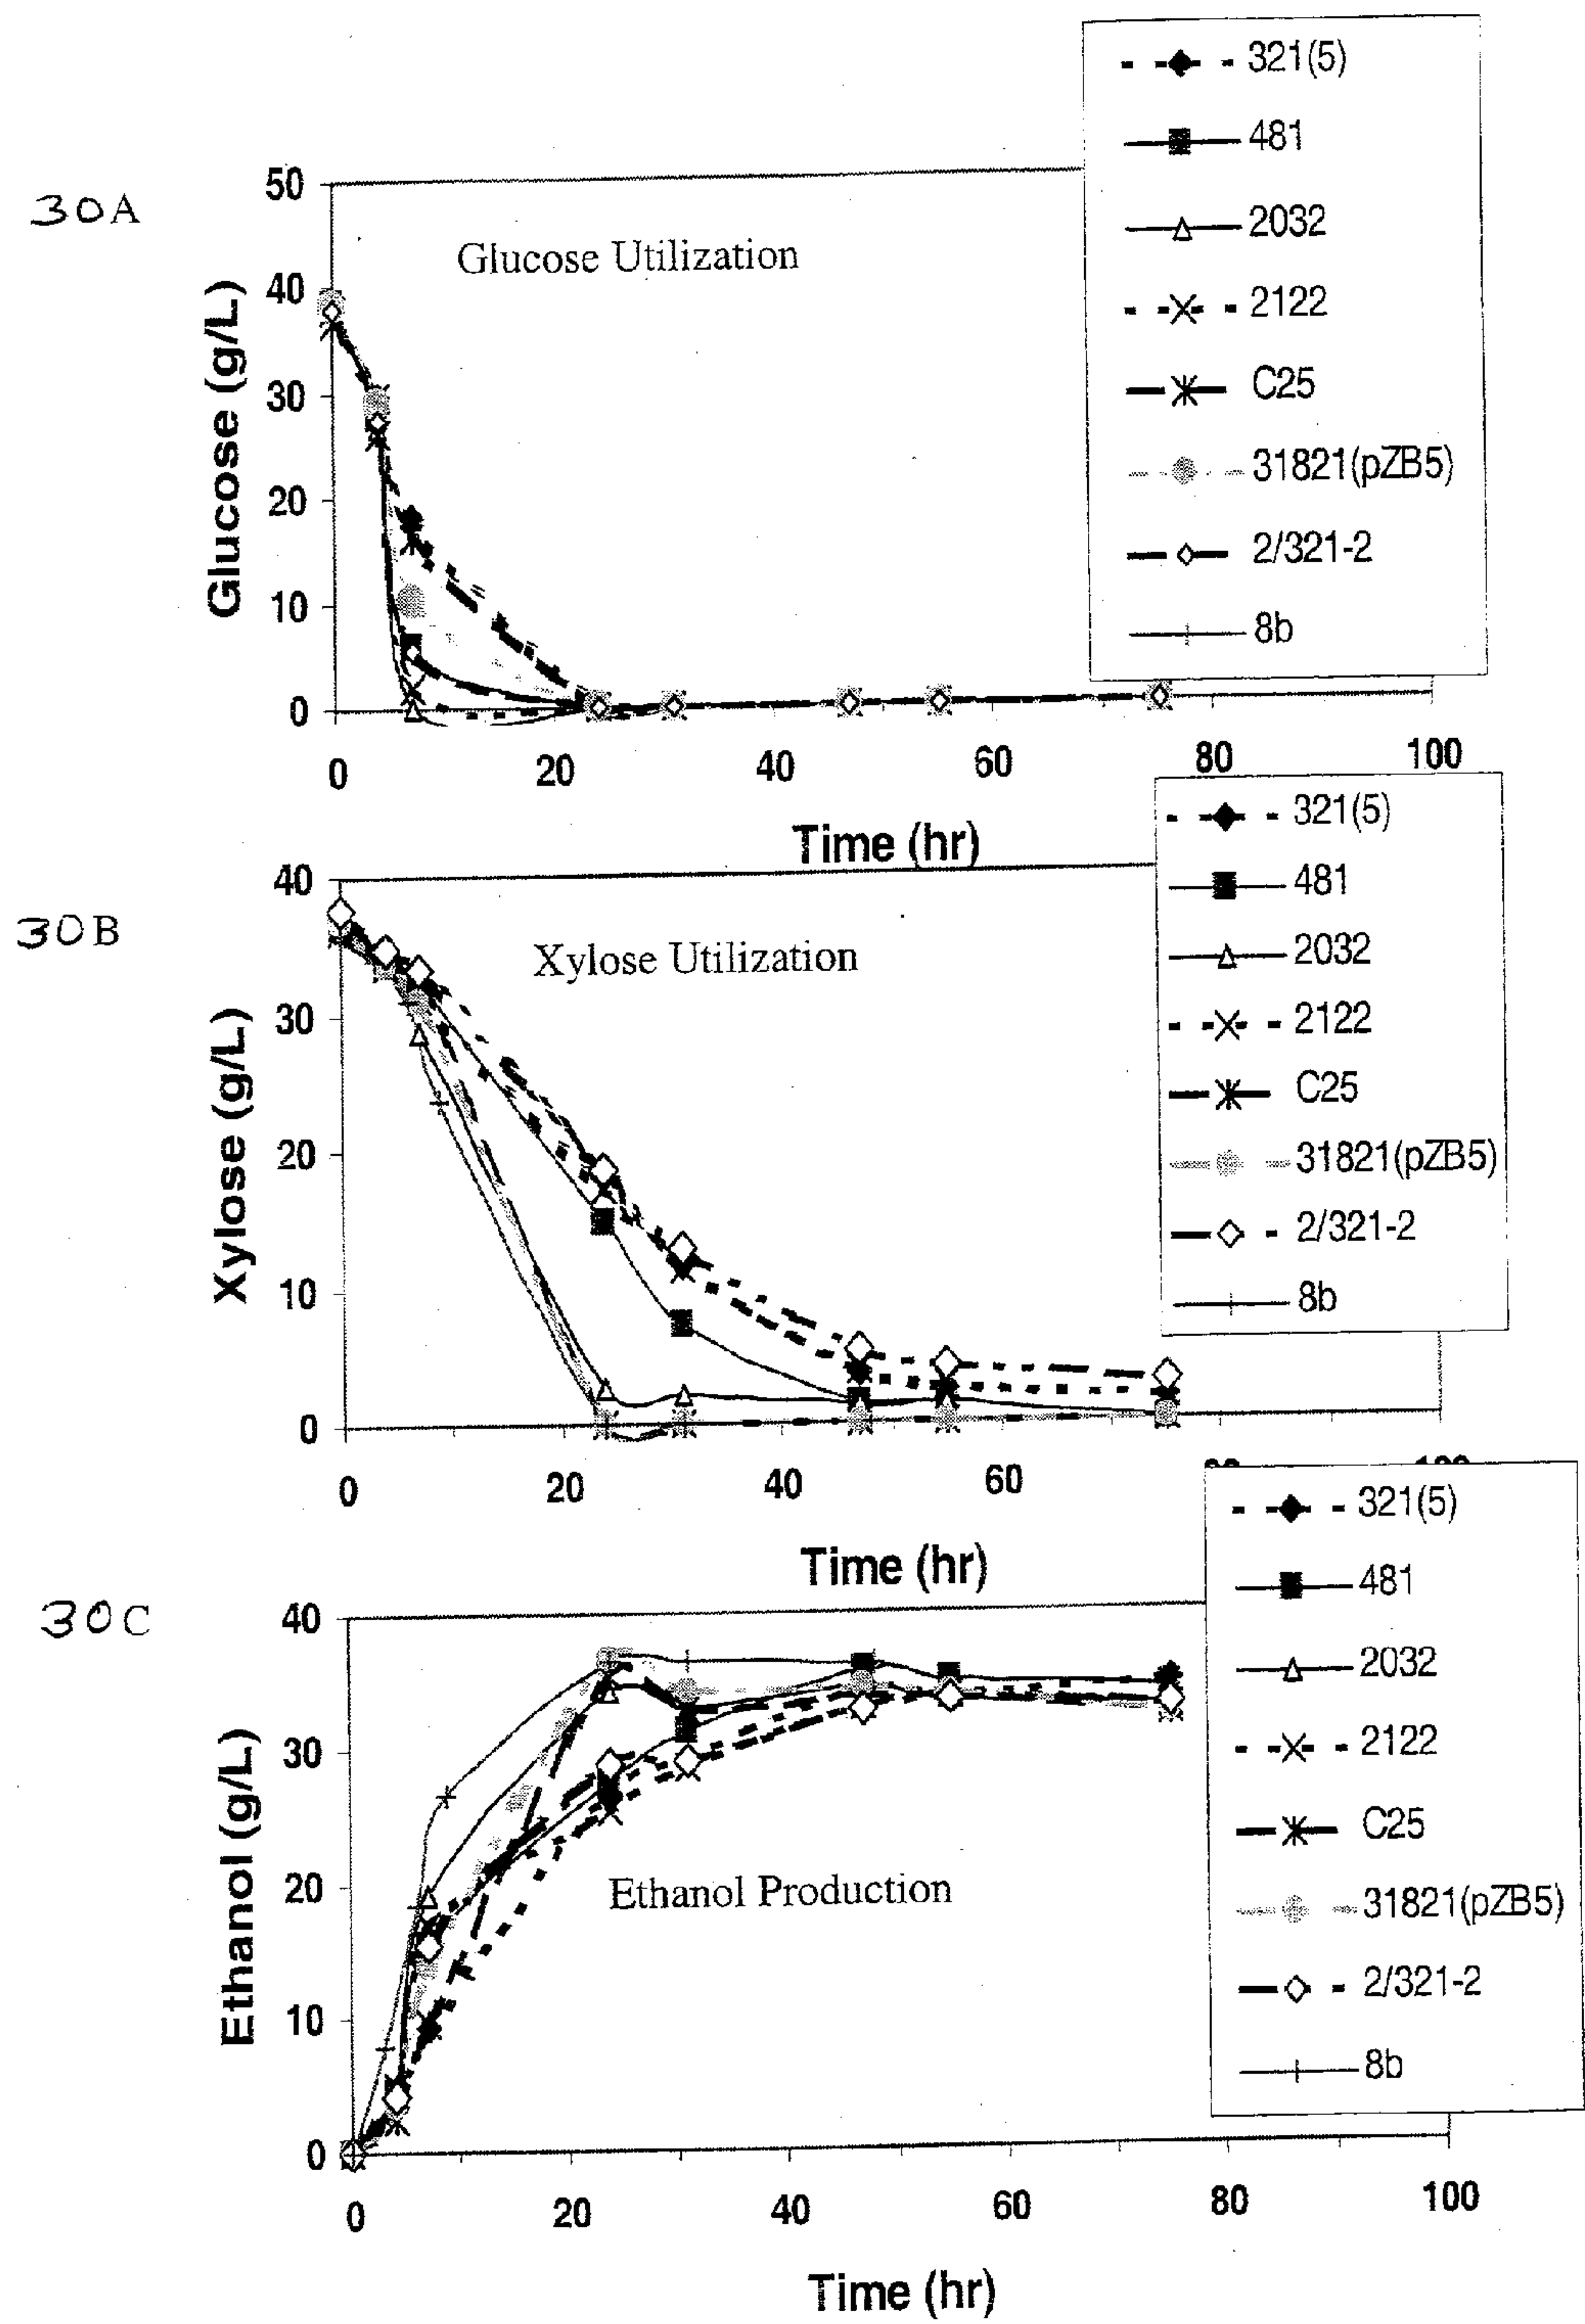 321(5)
481
2032
2122
C25
31821(pZB5)
2/321-2
8b
30A
Glucose Utilization
Glucose (g/L)
50
40
30
20
10
0
0 20 40 60 80 100
Time (hr)
321(5)
481
2032
2122
C25
31821(pZB5)
2/321-2
8b
30B
Xylose Utilization
Xylose (g/L)
40
30
20
10
0
0 20 40 60
Time (hr)
321(5)
481
2032
2122
C25
31821(pZB5)
2/321-2
8b
30C
Ethanol Production
Ethanol (g/L)
40
30
20
10
0
0 20 40 60 80 100
Time (hr)